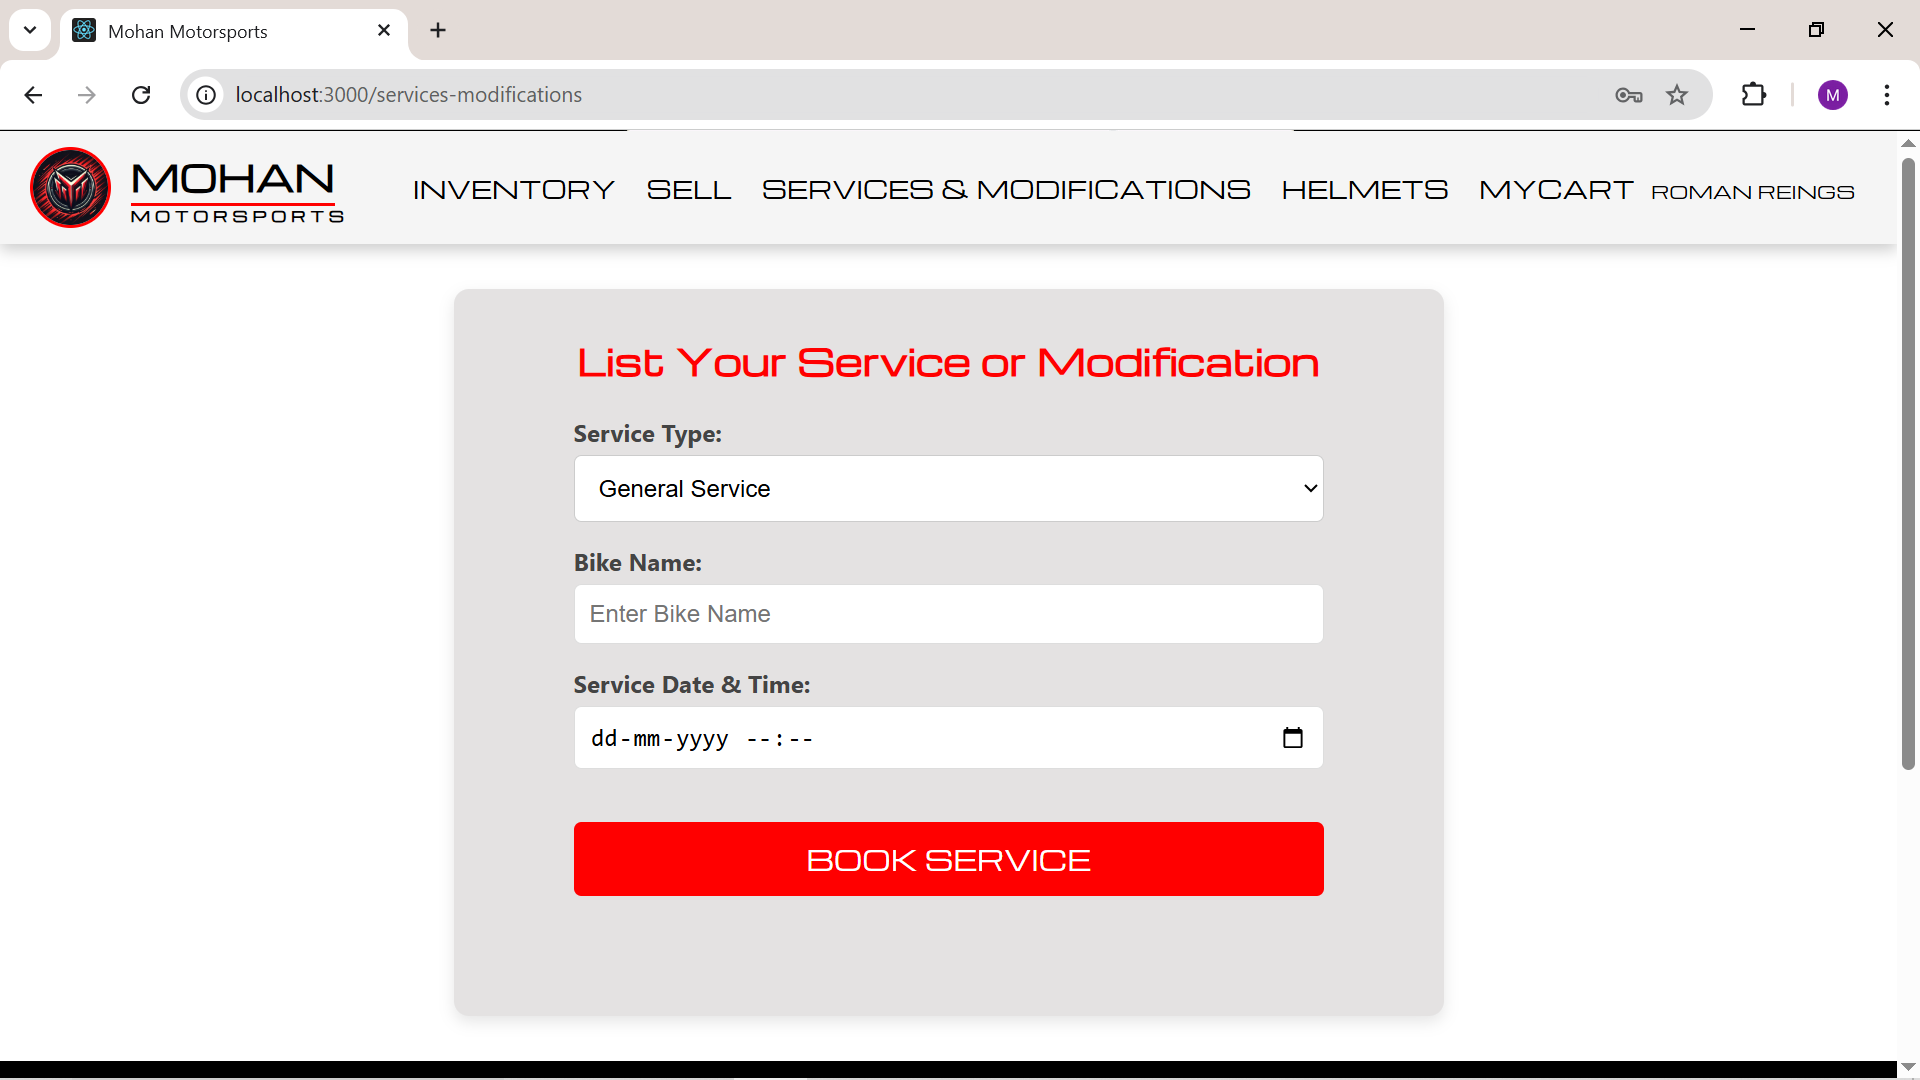 Mohan Motorsports
localhost:3000/services-modifications
M
MOHAN
MOTORSPORTS
INVENTORY SELL SERVICES & MODIFICATIONS HELMETS MYCART ROMAN REINGS
List Your Service or Modification
Service Type:
General Service
Bike Name:
Enter Bike Name
Service Date & Time:
dd-mm-yyyy --:--
BOOK SERVICE